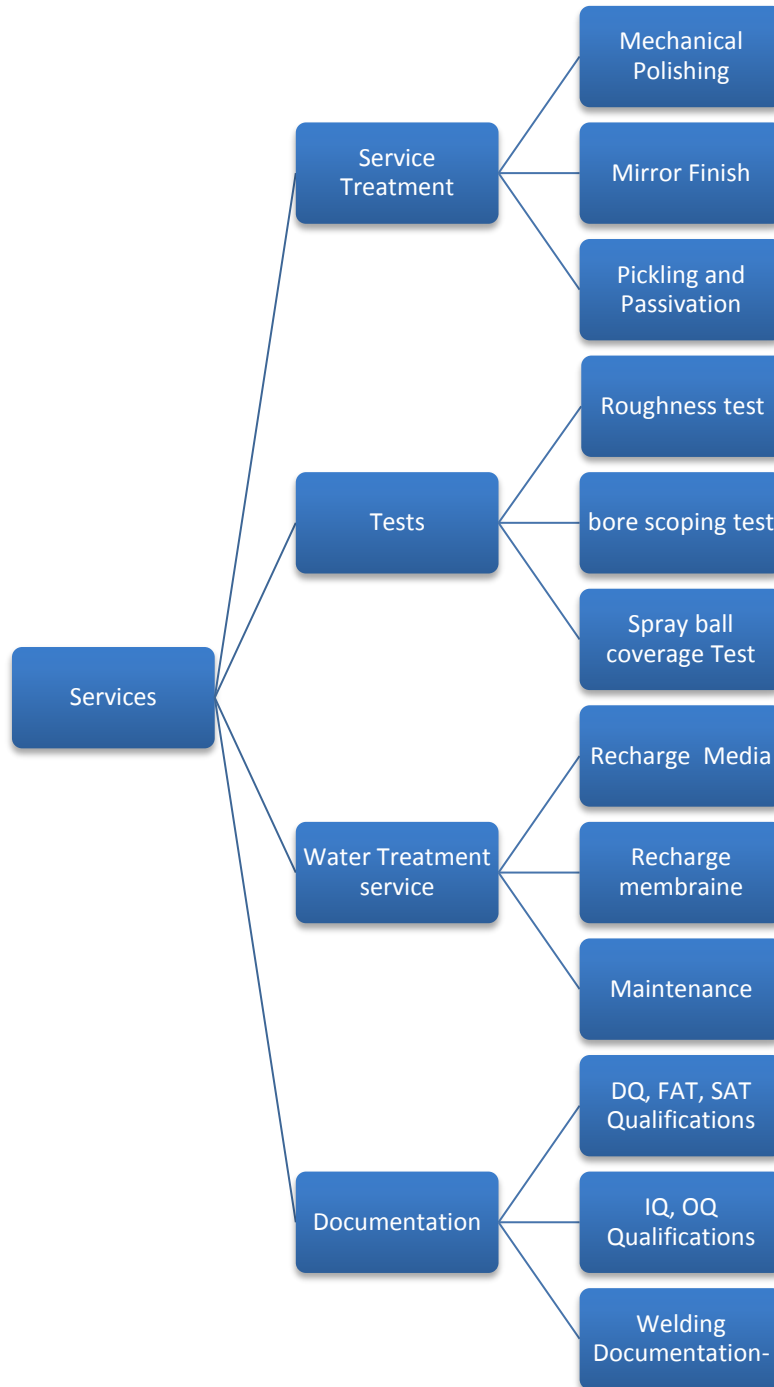 Services
Service
Treatment
Mechanical
Polishing
Mirror Finish
Pickling and
Passivation
Tests
Roughness test
bore scoping test
Spray ball
coverage Test
Water Treatment
service
Recharge  Media
Recharge
membraine
Maintenance
Documentation
DQ, FAT, SAT
Qualifications
IQ, OQ
Qualifications
Welding
Documentation-